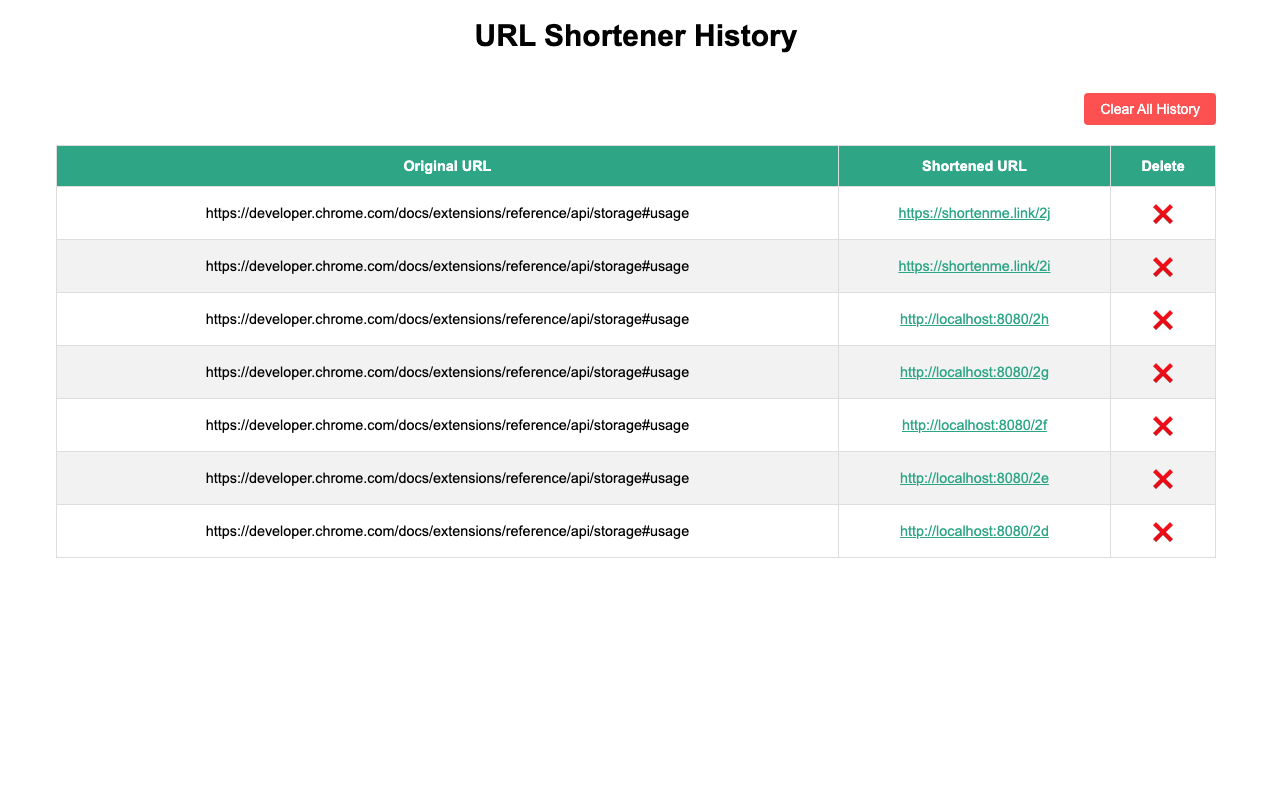 URL Shortener History
Clear All History
Original URL Shortened URL Delete
https://developer.chrome.com/docs/extensions/reference/api/storage#usage https://shortenme.link/2j
https://developer.chrome.com/docs/extensions/reference/api/storage#usage https://shortenme.link/2i
https://developer.chrome.com/docs/extensions/reference/api/storage#usage http://localhost:8080/2h
https://developer.chrome.com/docs/extensions/reference/api/storage#usage http://localhost:8080/2g
https://developer.chrome.com/docs/extensions/reference/api/storage#usage http://localhost:8080/2f
https://developer.chrome.com/docs/extensions/reference/api/storage#usage http://localhost:8080/2e
https://developer.chrome.com/docs/extensions/reference/api/storage#usage http://localhost:8080/2d